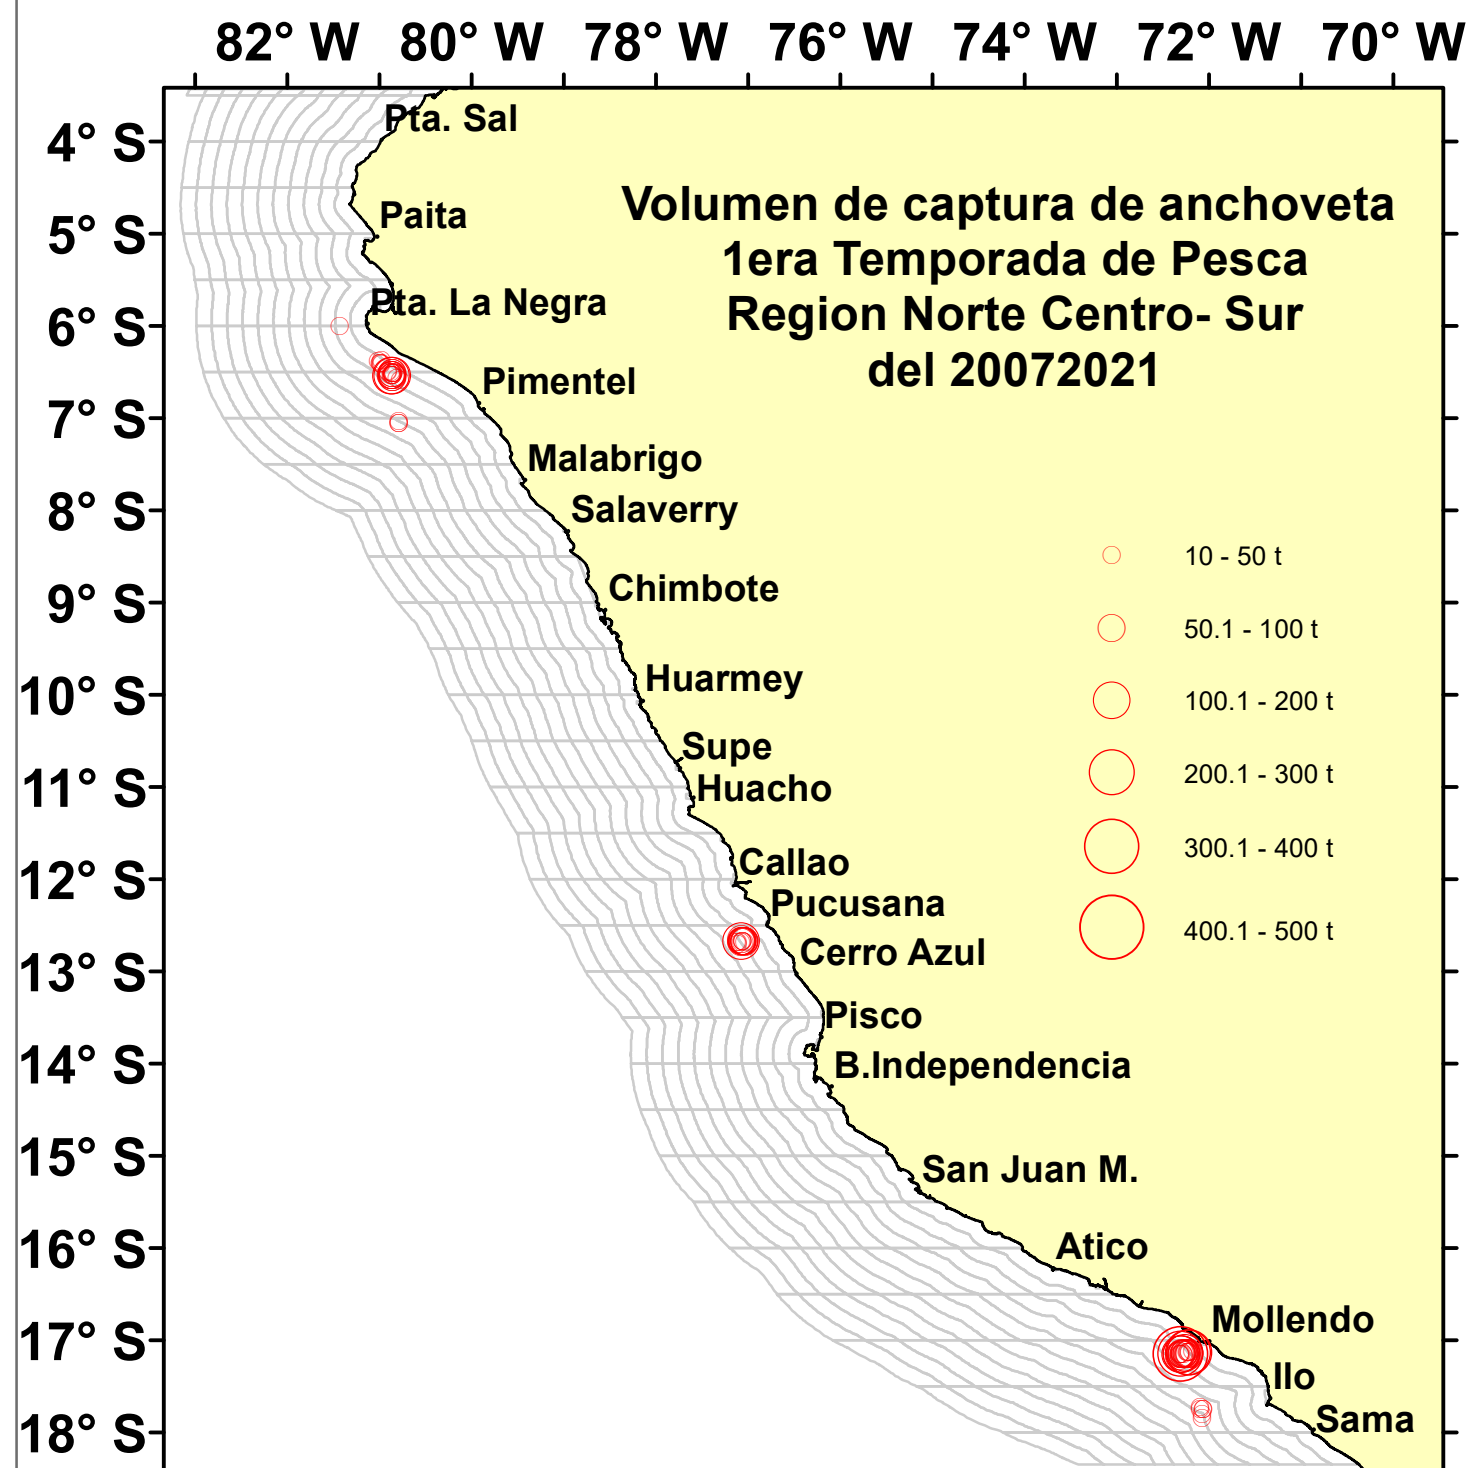 82° W 80° W 78° W 76° W 74° W 72° W 70° W
4° S
5° S
6° S
7° S
8° S
9° S
10° S
11° S
12° S
13° S
14° S
15° S
16° S
17° S
18° S
Volumen de captura de anchoveta
1era Temporada de Pesca
Region Norte Centro- Sur
del 20072021
Pta. Sal
Paita
Pta. La Negra
Pimentel
Malabrigo
Salaverry
Chimbote
Huarmey
Supe
Huacho
Callao
Pucusana
Cerro Azul
Pisco
B.Independencia
San Juan M.
Atico
Mollendo
Ilo
Sama
10 - 50 t
50.1 - 100 t
100.1 - 200 t
200.1 - 300 t
300.1 - 400 t
400.1 - 500 t